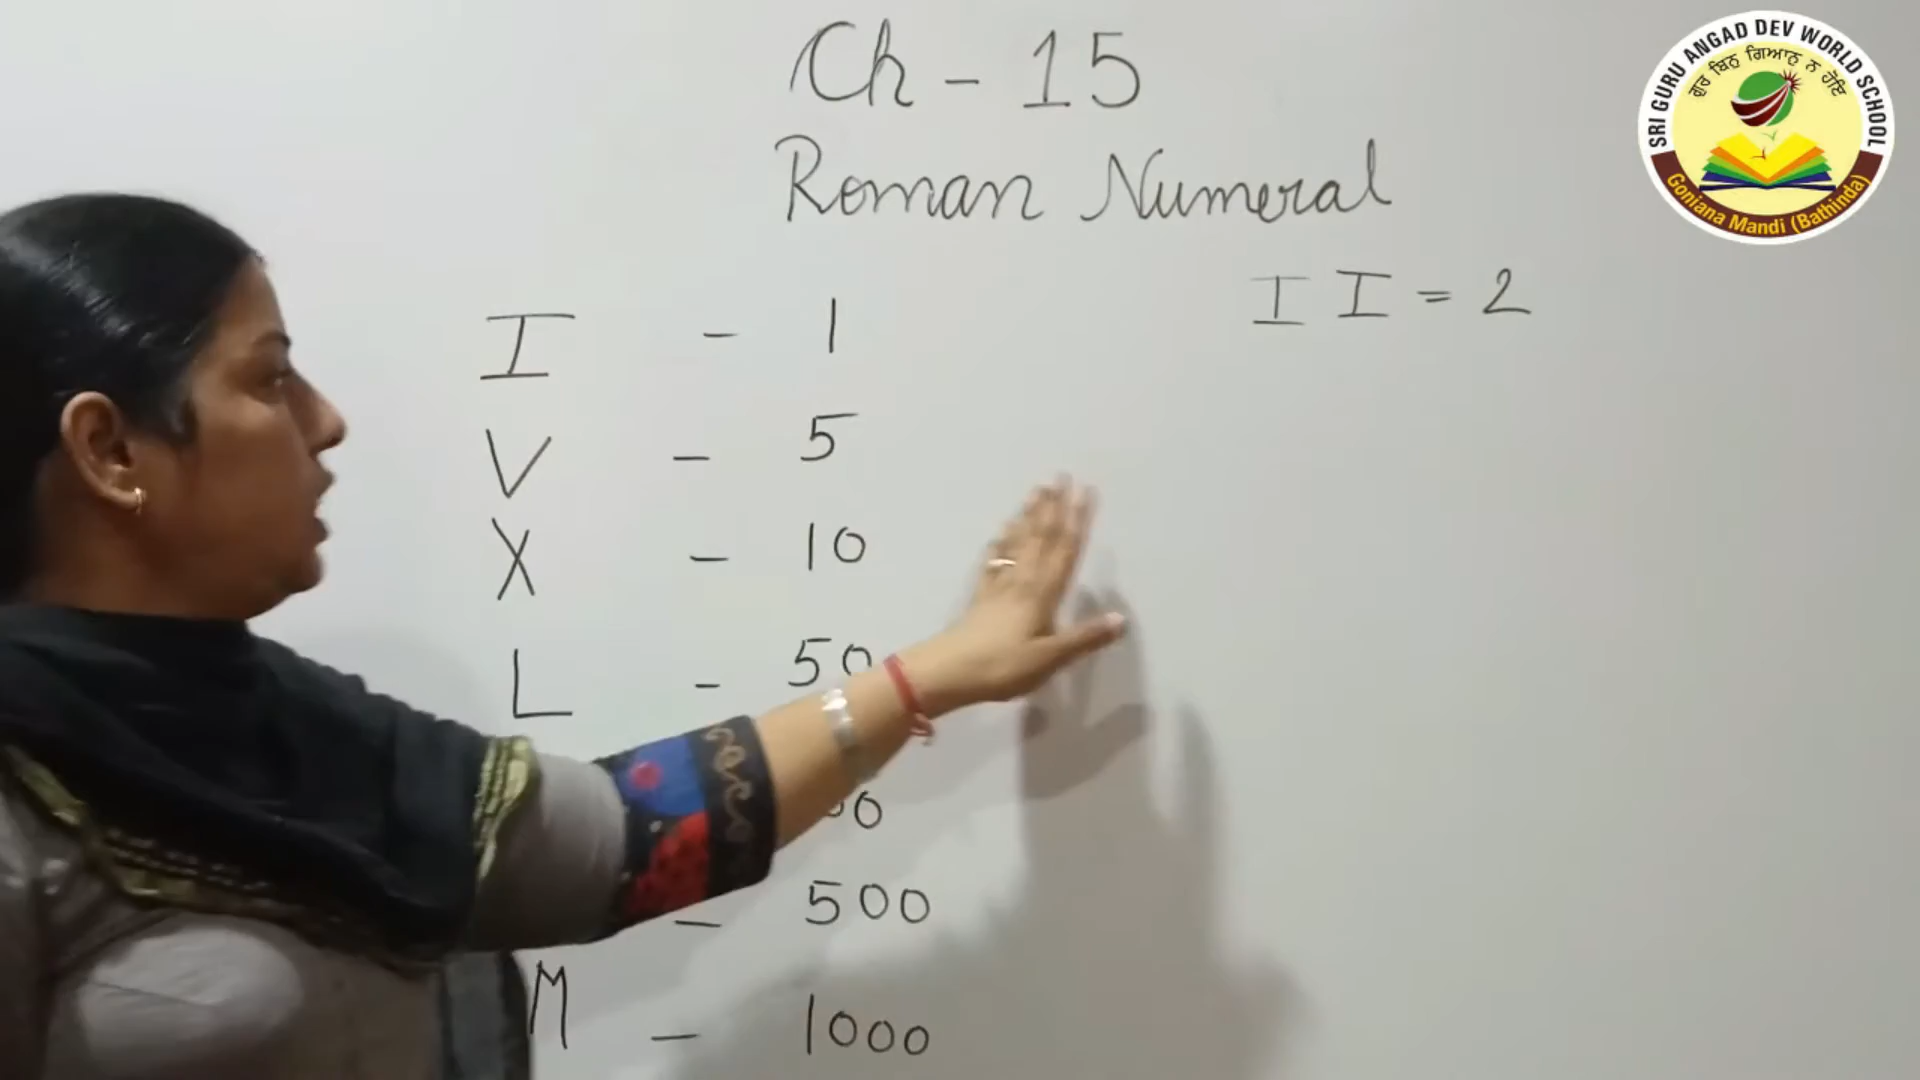 Ch - 15
Roman Numeral
I I = 2
I - 1
V - 5
X - 10
L - 50
- 500
M - 1000
SRI GURU ANGAD DEV WORLD SCHOOL
ਗੁਰ ਬਿਨੁ ਗਿਆਨੁ ਨ ਹੋਇ
Goniana Mandi (Bathinda)